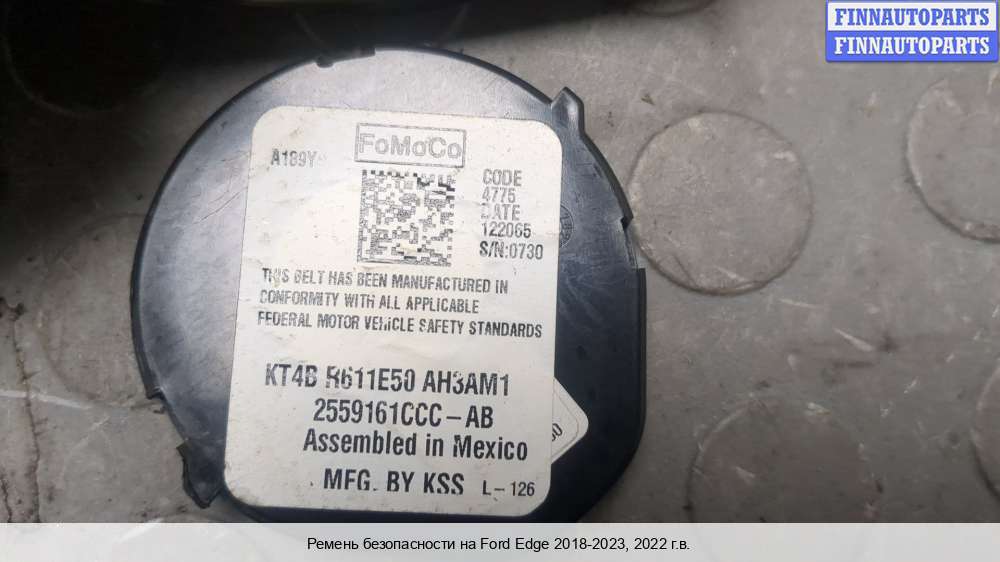 FINNAUTOPARTS
FINNAUTOPARTS
FoMoCo
A189Y
CODE
4775
DATE
122065
S/N:0730
THIS BELT HAS BEEN MANUFACTURED IN
CONFORMITY WITH ALL APPLICABLE
FEDERAL MOTOR VEHICLE SAFETY STANDARDS
KT4B R611E50 AH3AM1
2559161CCC-AB
Assembled in Mexico
MFG. BY KSS L-126
Ремень безопасности на Ford Edge 2018-2023, 2022 г.в.